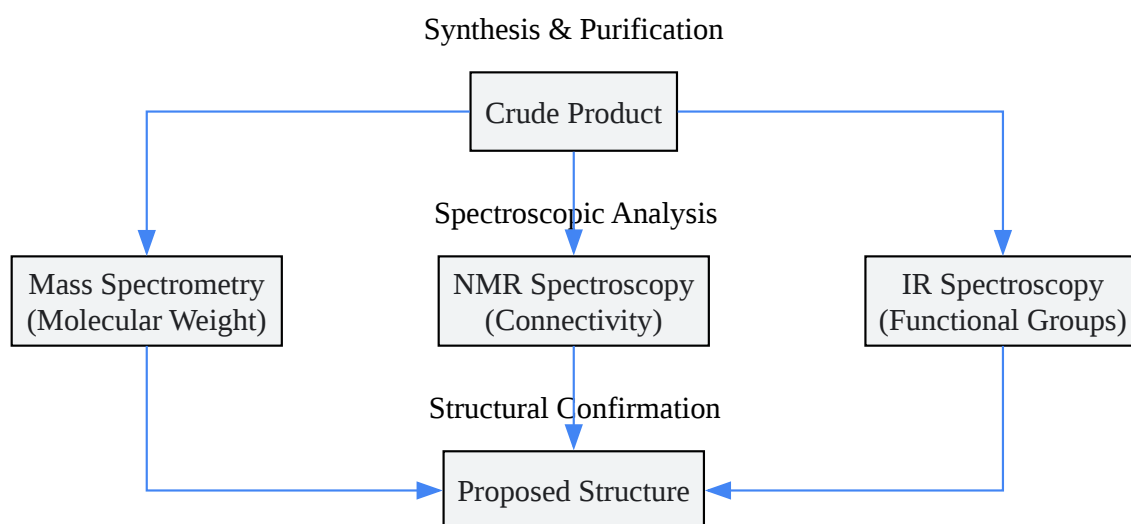 Synthesis & Purification
Crude Product
Spectroscopic Analysis
Mass Spectrometry
(Molecular Weight)
NMR Spectroscopy
(Connectivity)
IR Spectroscopy
(Functional Groups)
Structural Confirmation
Proposed Structure